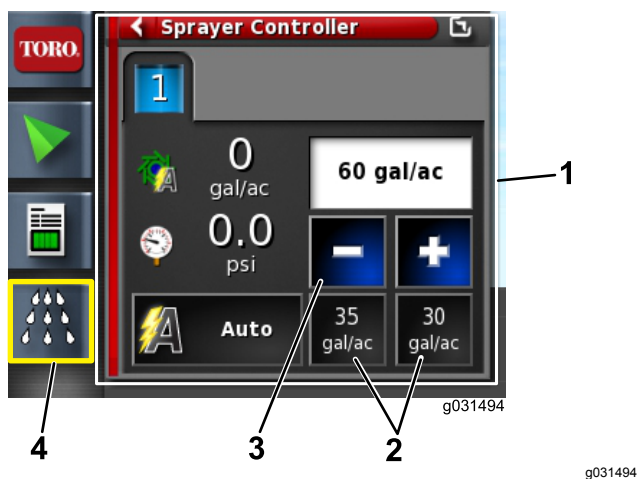 TORO.
Sprayer Controller
1
0
gal/ac
60 gal/ac
0.0
psi
A Auto
35
gal/ac
30
gal/ac
1
2
3
4
g031494
g031494